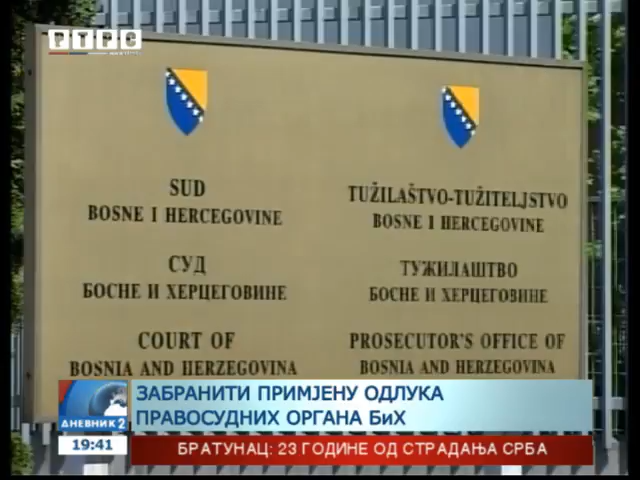 РТРС
SUD
BOSNE I HERCEGOVINE
СУД
БОСНЕ И ХЕРЦЕГОВИНЕ
COURT OF
BOSNIA AND HERZEGOVINA
TUŽILAŠTVO-TUŽITELJSTVO
BOSNE I HERCEGOVINE
ТУЖИЛАШТВО
БОСНЕ И ХЕРЦЕГОВИНЕ
PROSECUTOR'S OFFICE OF
BOSNIA AND HERZEGOVINA
ЗАБРАНИТИ ПРИМЈЕНУ ОДЛУКА
ПРАВОСУДНИХ ОРГАНА БиХ
ДНЕВНИК 2
19:41
БРАТУНАЦ: 23 ГОДИНЕ ОД СТРАДАЊА СРБА